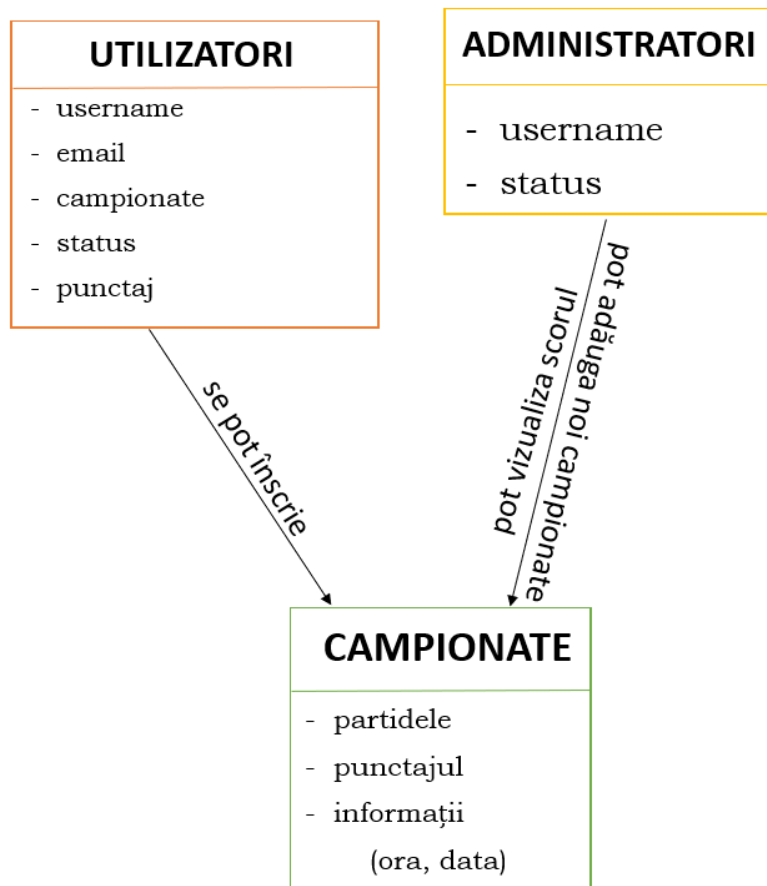 UTILIZATORI
- username
- email
- campionate
- status
- punctaj
ADMINISTRATORI
- username
- status
se pot înscrie
pot vizualiza scorul
pot adăuga noi campionate
CAMPIONATE
- partidele
- punctajul
- informații
(ora, data)